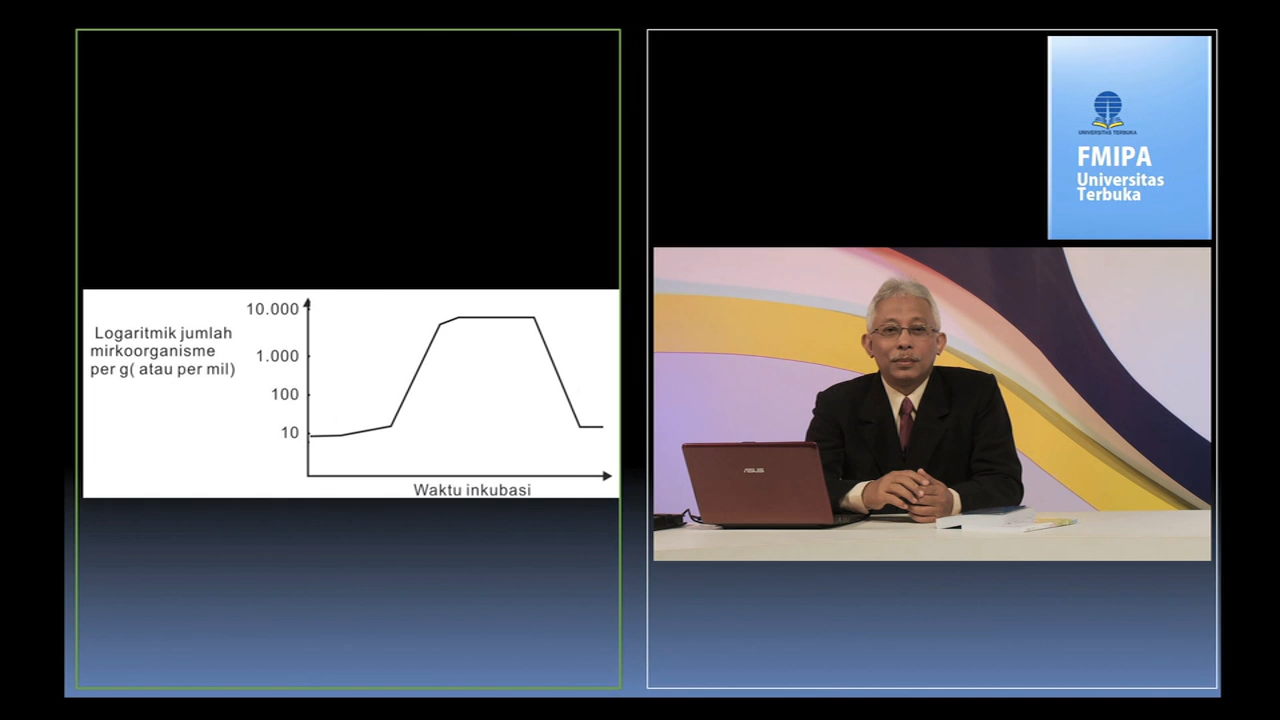 Logaritmik jumlah
mirkoorganisme
per g( atau per mil)
10.000
1.000
100
10
Waktu inkubasi
UNIVERSITAS TERBUKA
FMIPA
Universitas
Terbuka
ASUS